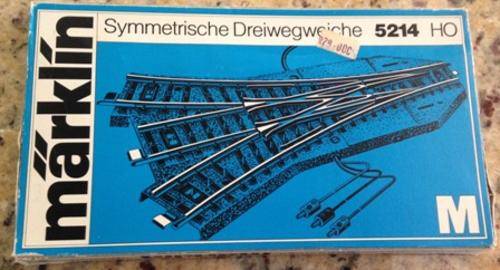 märklin
Symmetrische Dreiwegweiche 5214 HO
M